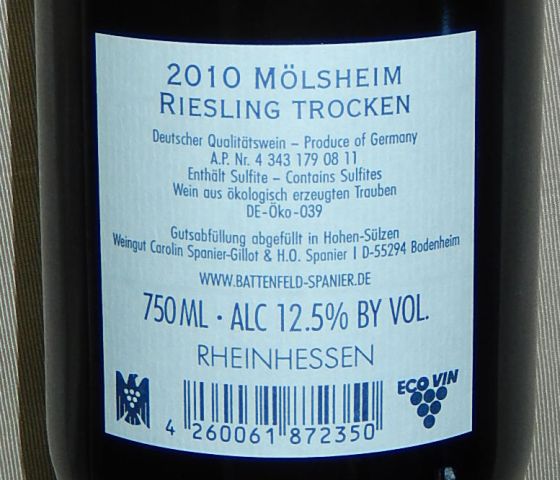 2010 MÖLSHEIM
RIESLING TROCKEN
Deutscher Qualitätswein – Produce of Germany
A.P. Nr. 4 343 179 08 11
Enthält Sulfite – Contains Sulfites
Wein aus ökologisch erzeugten Trauben
DE-Öko-039
Gutsabfüllung abgefüllt in Hohen-Sülzen
Weingut Carolin Spanier-Gillot & H.O. Spanier | D-55294 Bodenheim
WWW.BATTENFELD-SPANIER.DE
750 ML · ALC 12.5% BY VOL.
RHEINHESSEN
ECOVIN
4 260061 872350